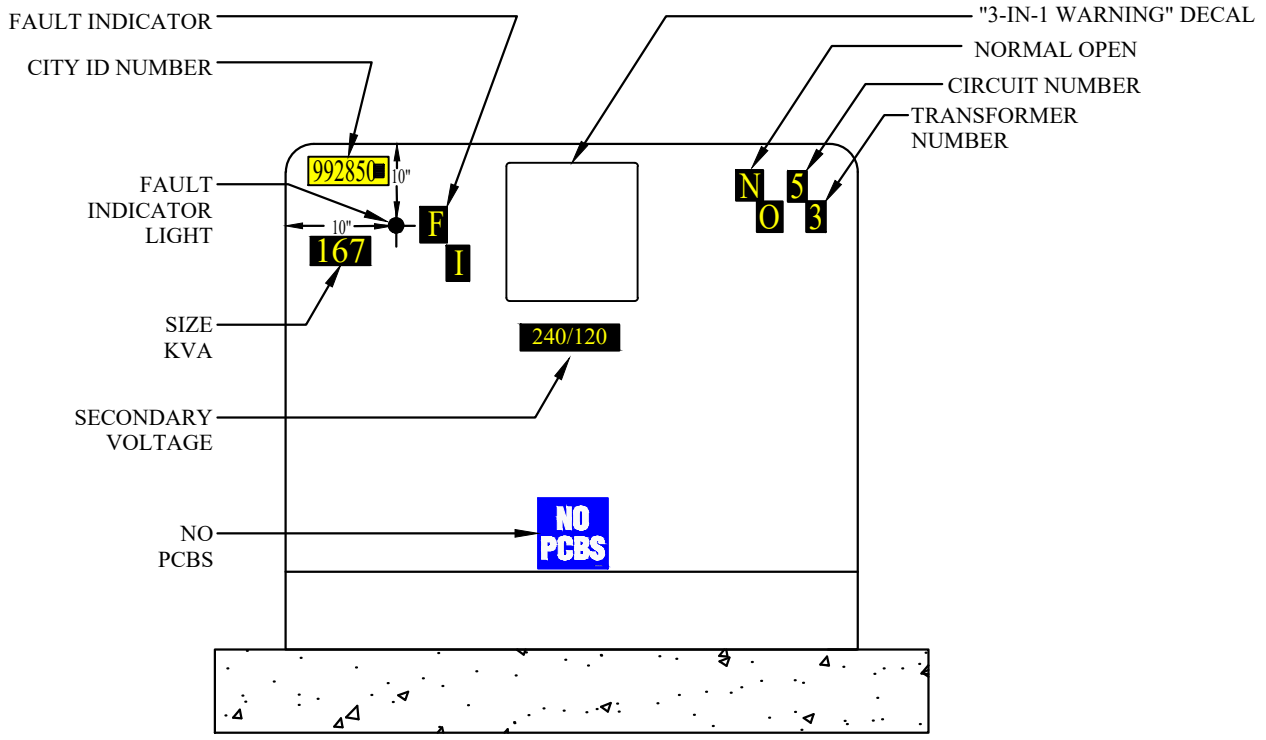 FAULT INDICATOR
CITY ID NUMBER
FAULT
INDICATOR
LIGHT
SIZE
KVA
SECONDARY
VOLTAGE
NO
PCBS
"3-IN-1 WARNING" DECAL
NORMAL OPEN
CIRCUIT NUMBER
TRANSFORMER
NUMBER
992850
10"
10"
167
F
I
240/120
N
O
5
3
NO
PCBS